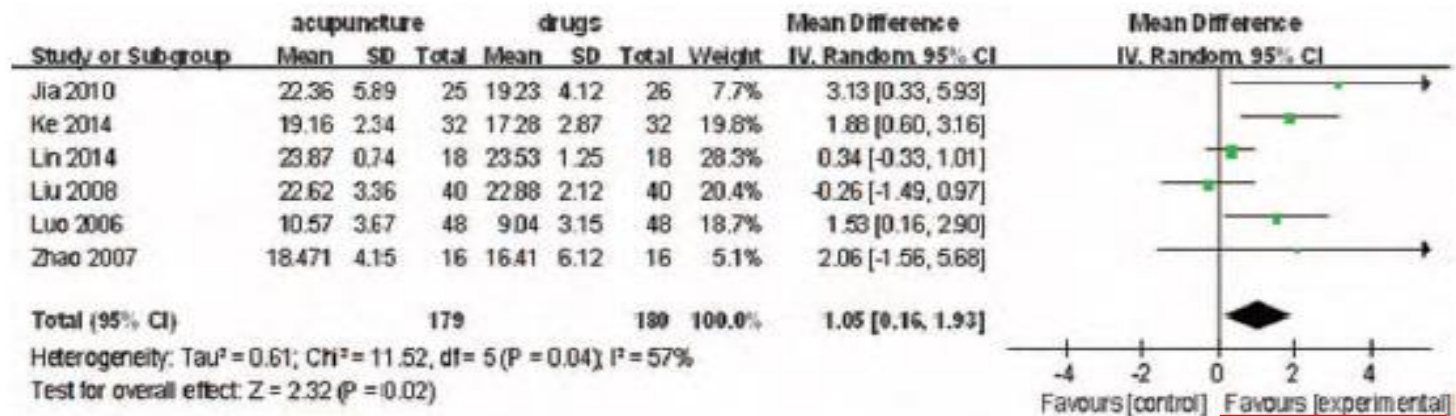 acupuncture drugs Mean Difference Mean Difference
Study or Subgroup Mean SD Total Mean SD Total Weight IV. Random 95% CI IV. Random 95% CI
Jia 2010 22.36 5.89 25 19.23 4.12 26 7.7% 3.13 [0.33, 5.93]
Ke 2014 19.16 2.34 32 17.28 2.87 32 19.8% 1.88 [0.60, 3.16]
Lin 2014 23.87 0.74 18 23.53 1.25 18 28.3% 0.34 [-0.33, 1.01]
Liu 2008 22.62 3.36 40 22.88 2.12 40 20.4% -0.26 [-1.49, 0.97]
Luo 2006 10.57 3.67 48 9.04 3.15 48 18.7% 1.53 [0.16, 2.90]
Zhao 2007 18.471 4.15 16 16.41 6.12 16 5.1% 2.06 [-1.56, 5.68]
Total (95% CI) 179 180 100.0% 1.05 [0.16, 1.93]
Heterogeneity: Tau² = 0.61; Chi² = 11.52, df = 5 (P = 0.04); I² = 57%
Test for overall effect: Z = 2.32 (P = 0.02)
-4 -2 0 2 4
Favours [control] Favours [experimental]